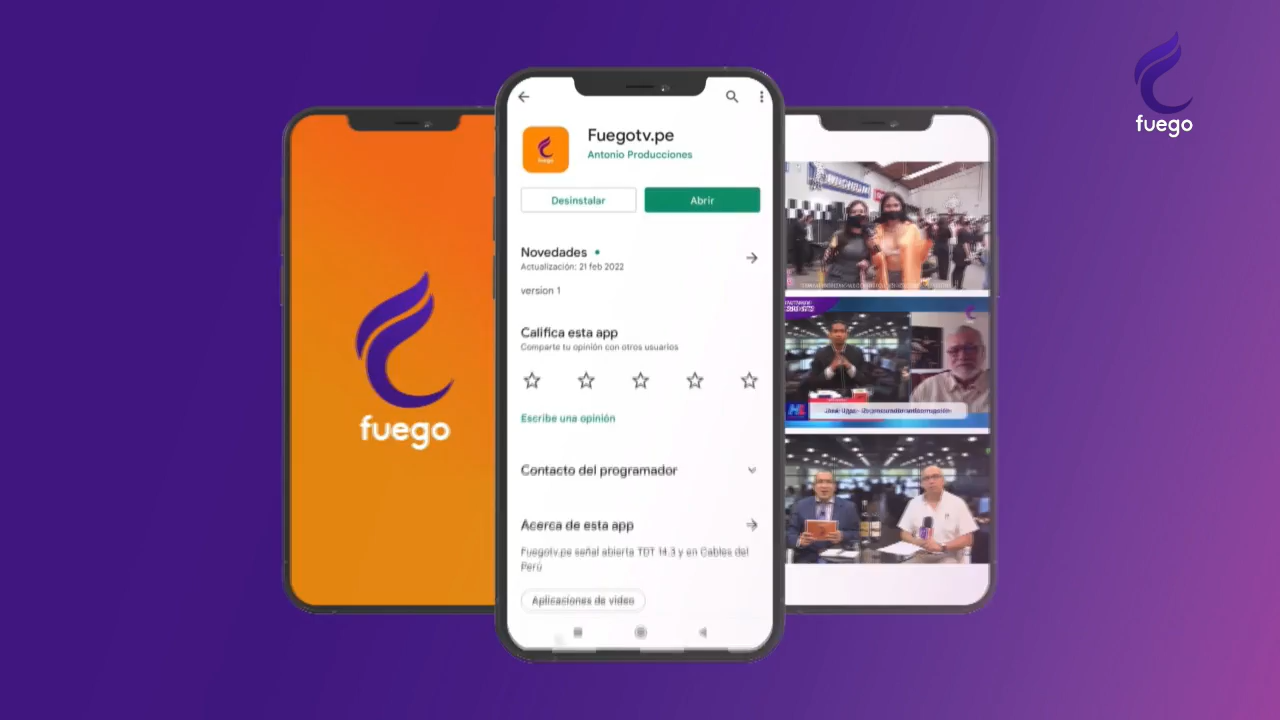 fuego
fuego
Fuegotv.pe
Antonio Producciones
fuego
Desinstalar
Abrir
Novedades
Actualización: 21 feb 2022
version 1
Califica esta app
Comparte tu opinión con otros usuarios
Escribe una opinión
Contacto del programador
Acerca de esta app
Fuegotv.pe señal abierta TDT 14.3 y en Cables del
Perú
Aplicaciones de video